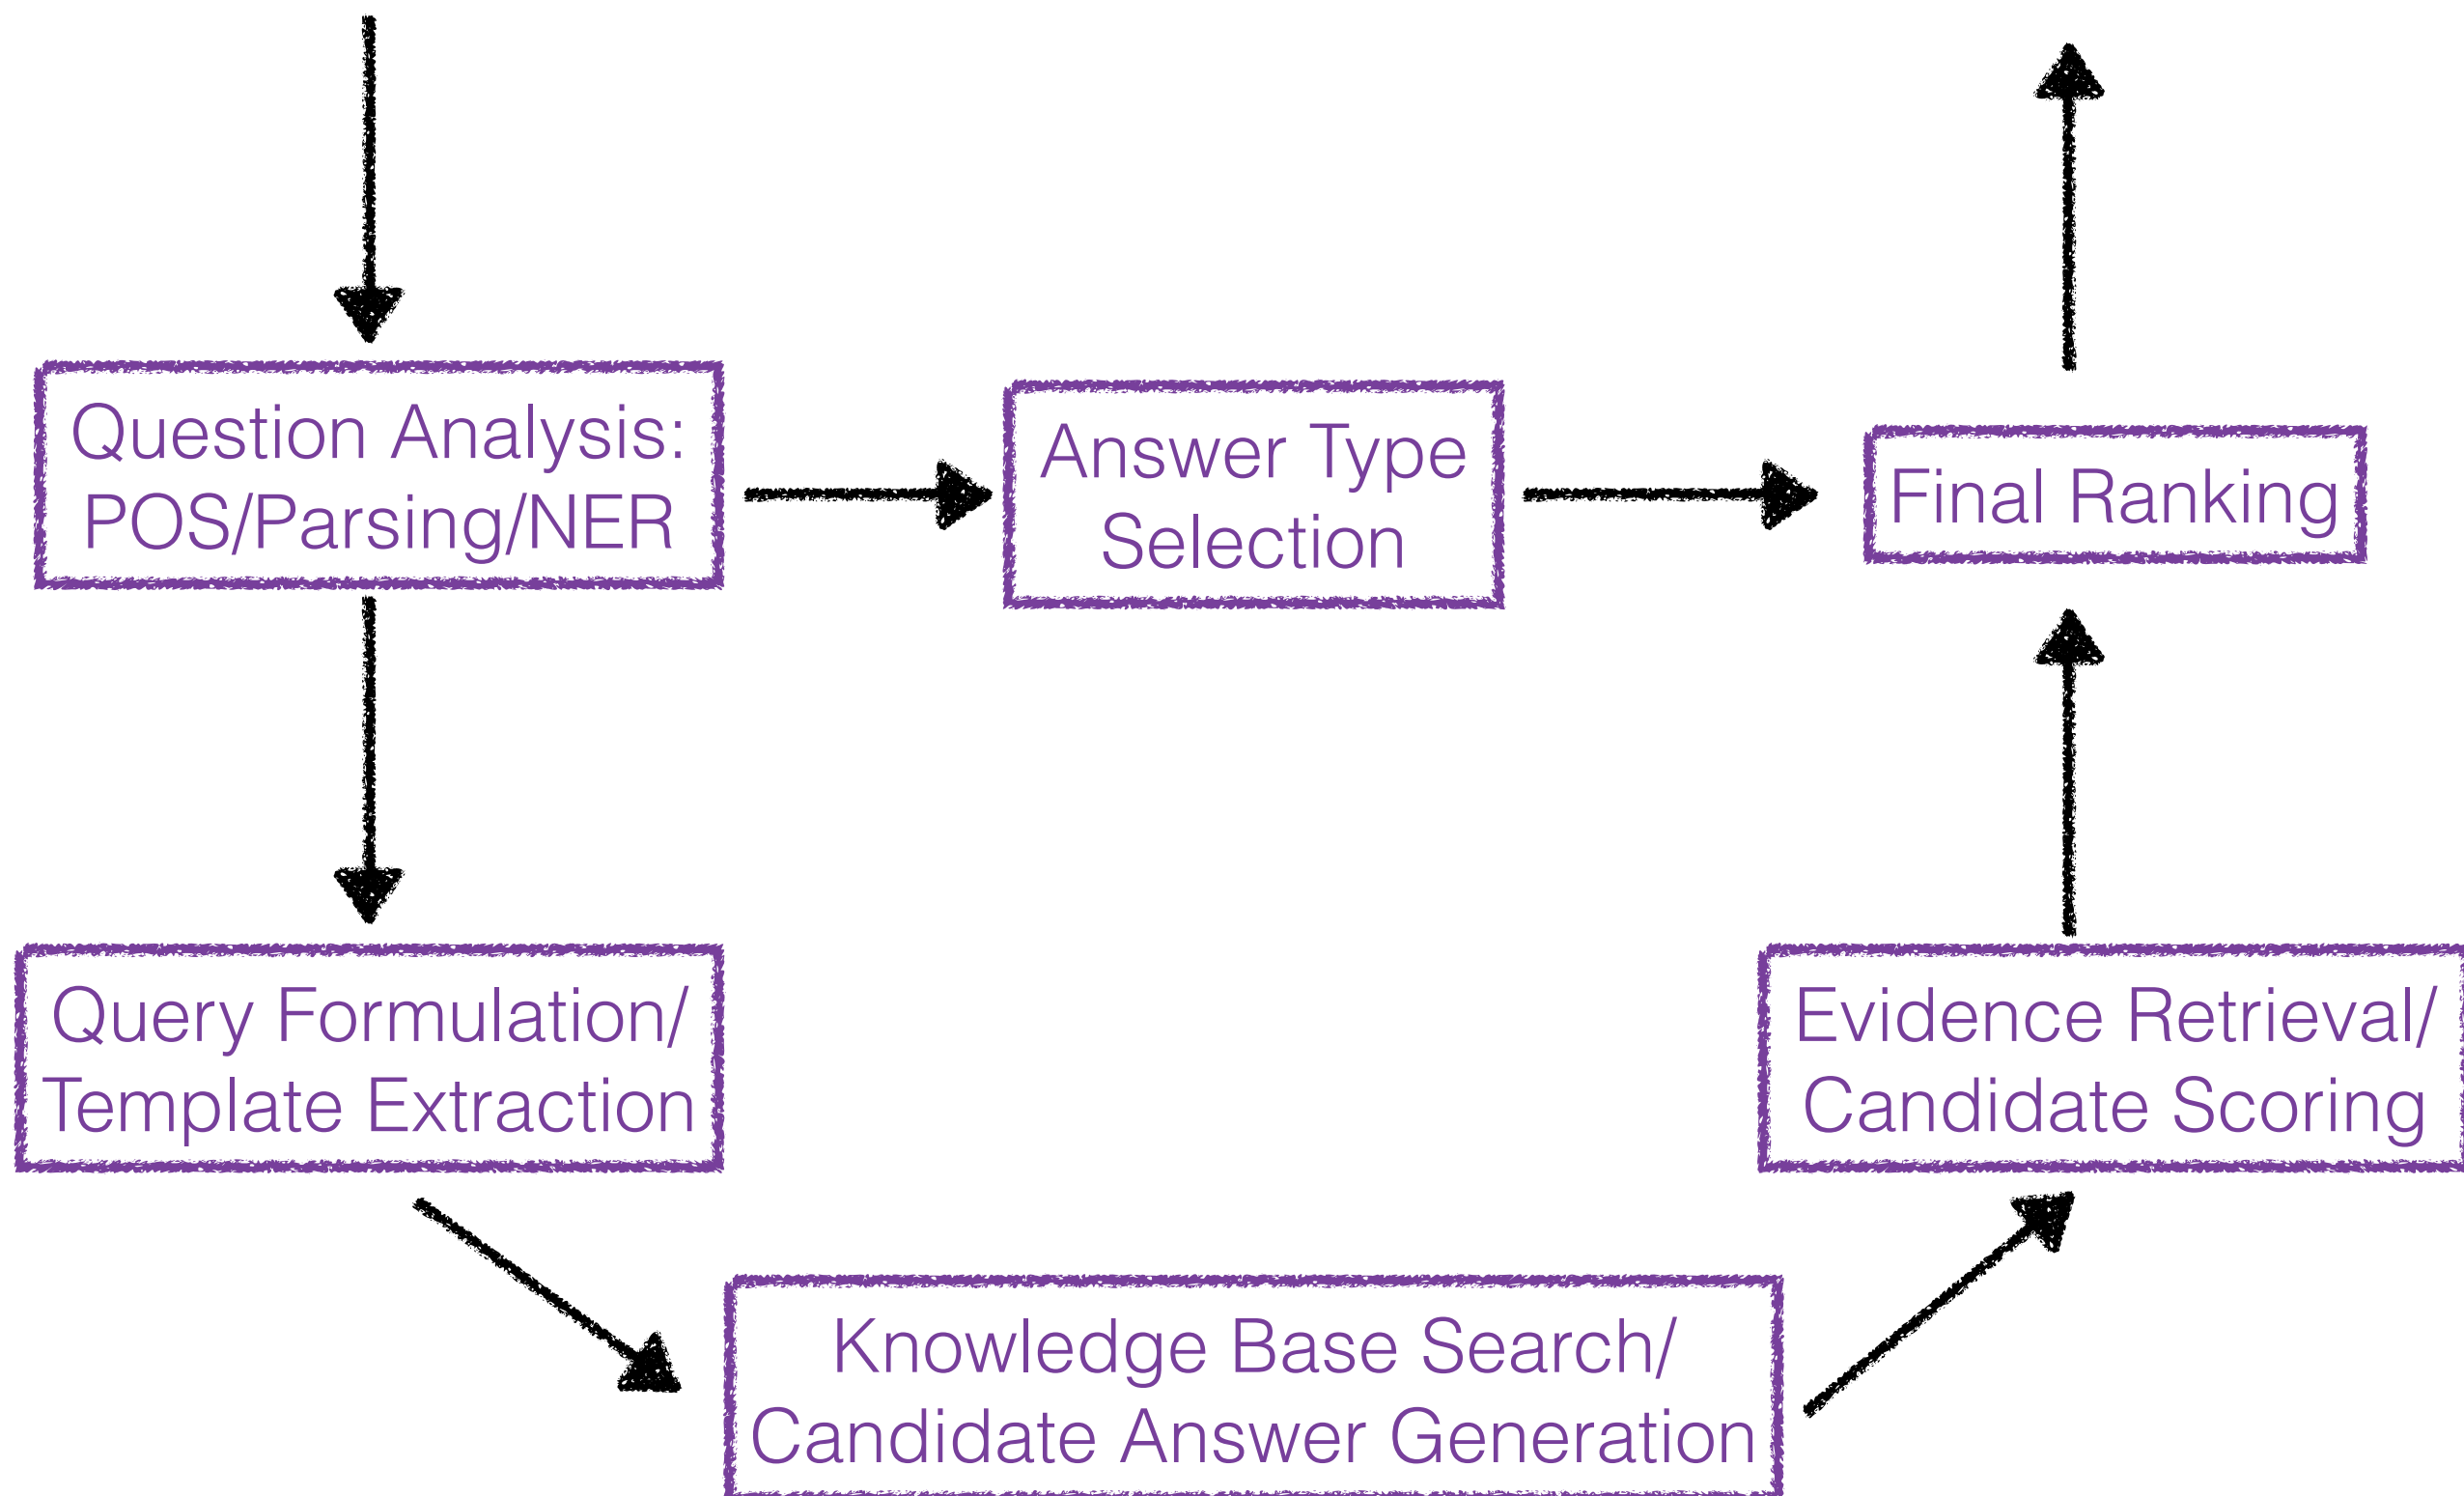 Question Analysis:
POS/Parsing/NER
Answer Type
Selection
Final Ranking
Query Formulation/
Template Extraction
Evidence Retrieval/
Candidate Scoring
Knowledge Base Search/
Candidate Answer Generation